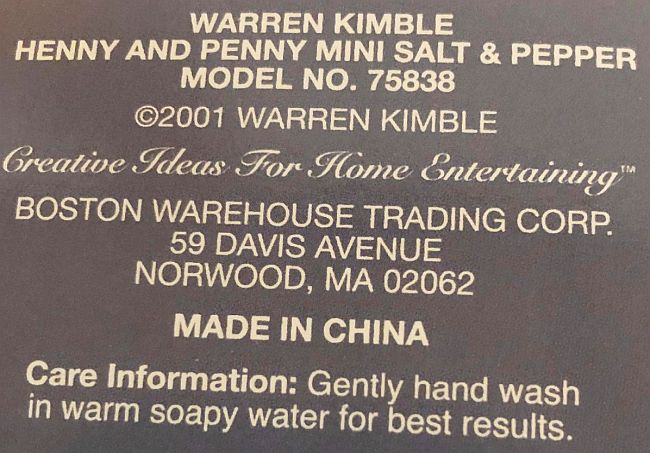 WARREN KIMBLE
HENNY AND PENNY MINI SALT & PEPPER
MODEL NO. 75838
©2001 WARREN KIMBLE
Creative Ideas For Home Entertaining™
BOSTON WAREHOUSE TRADING CORP.
59 DAVIS AVENUE
NORWOOD, MA 02062
MADE IN CHINA
Care Information: Gently hand wash
in warm soapy water for best results.